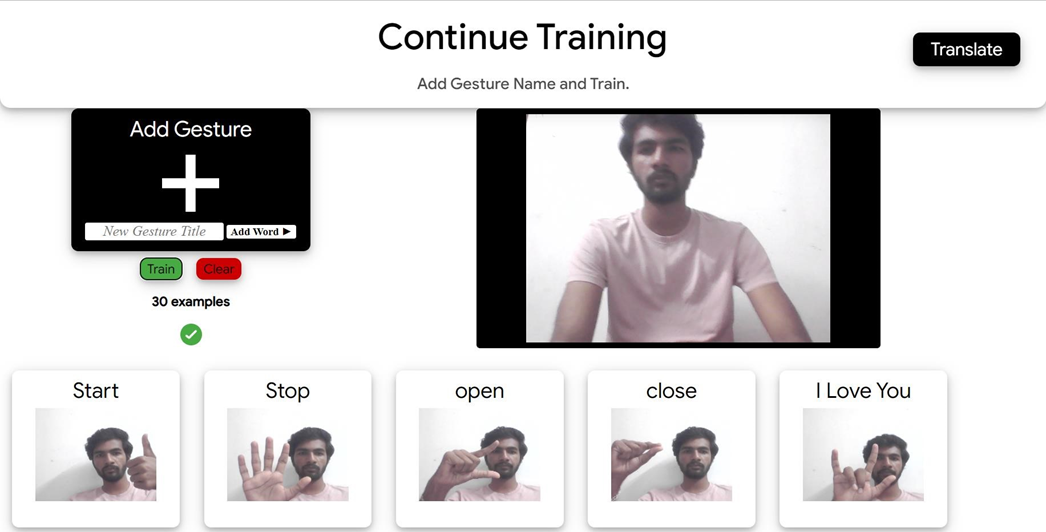 Continue Training
Translate
Add Gesture Name and Train.
Add Gesture
New Gesture Title
Add Word ►
Train
Clear
30 examples
Start
Stop
open
close
I Love You